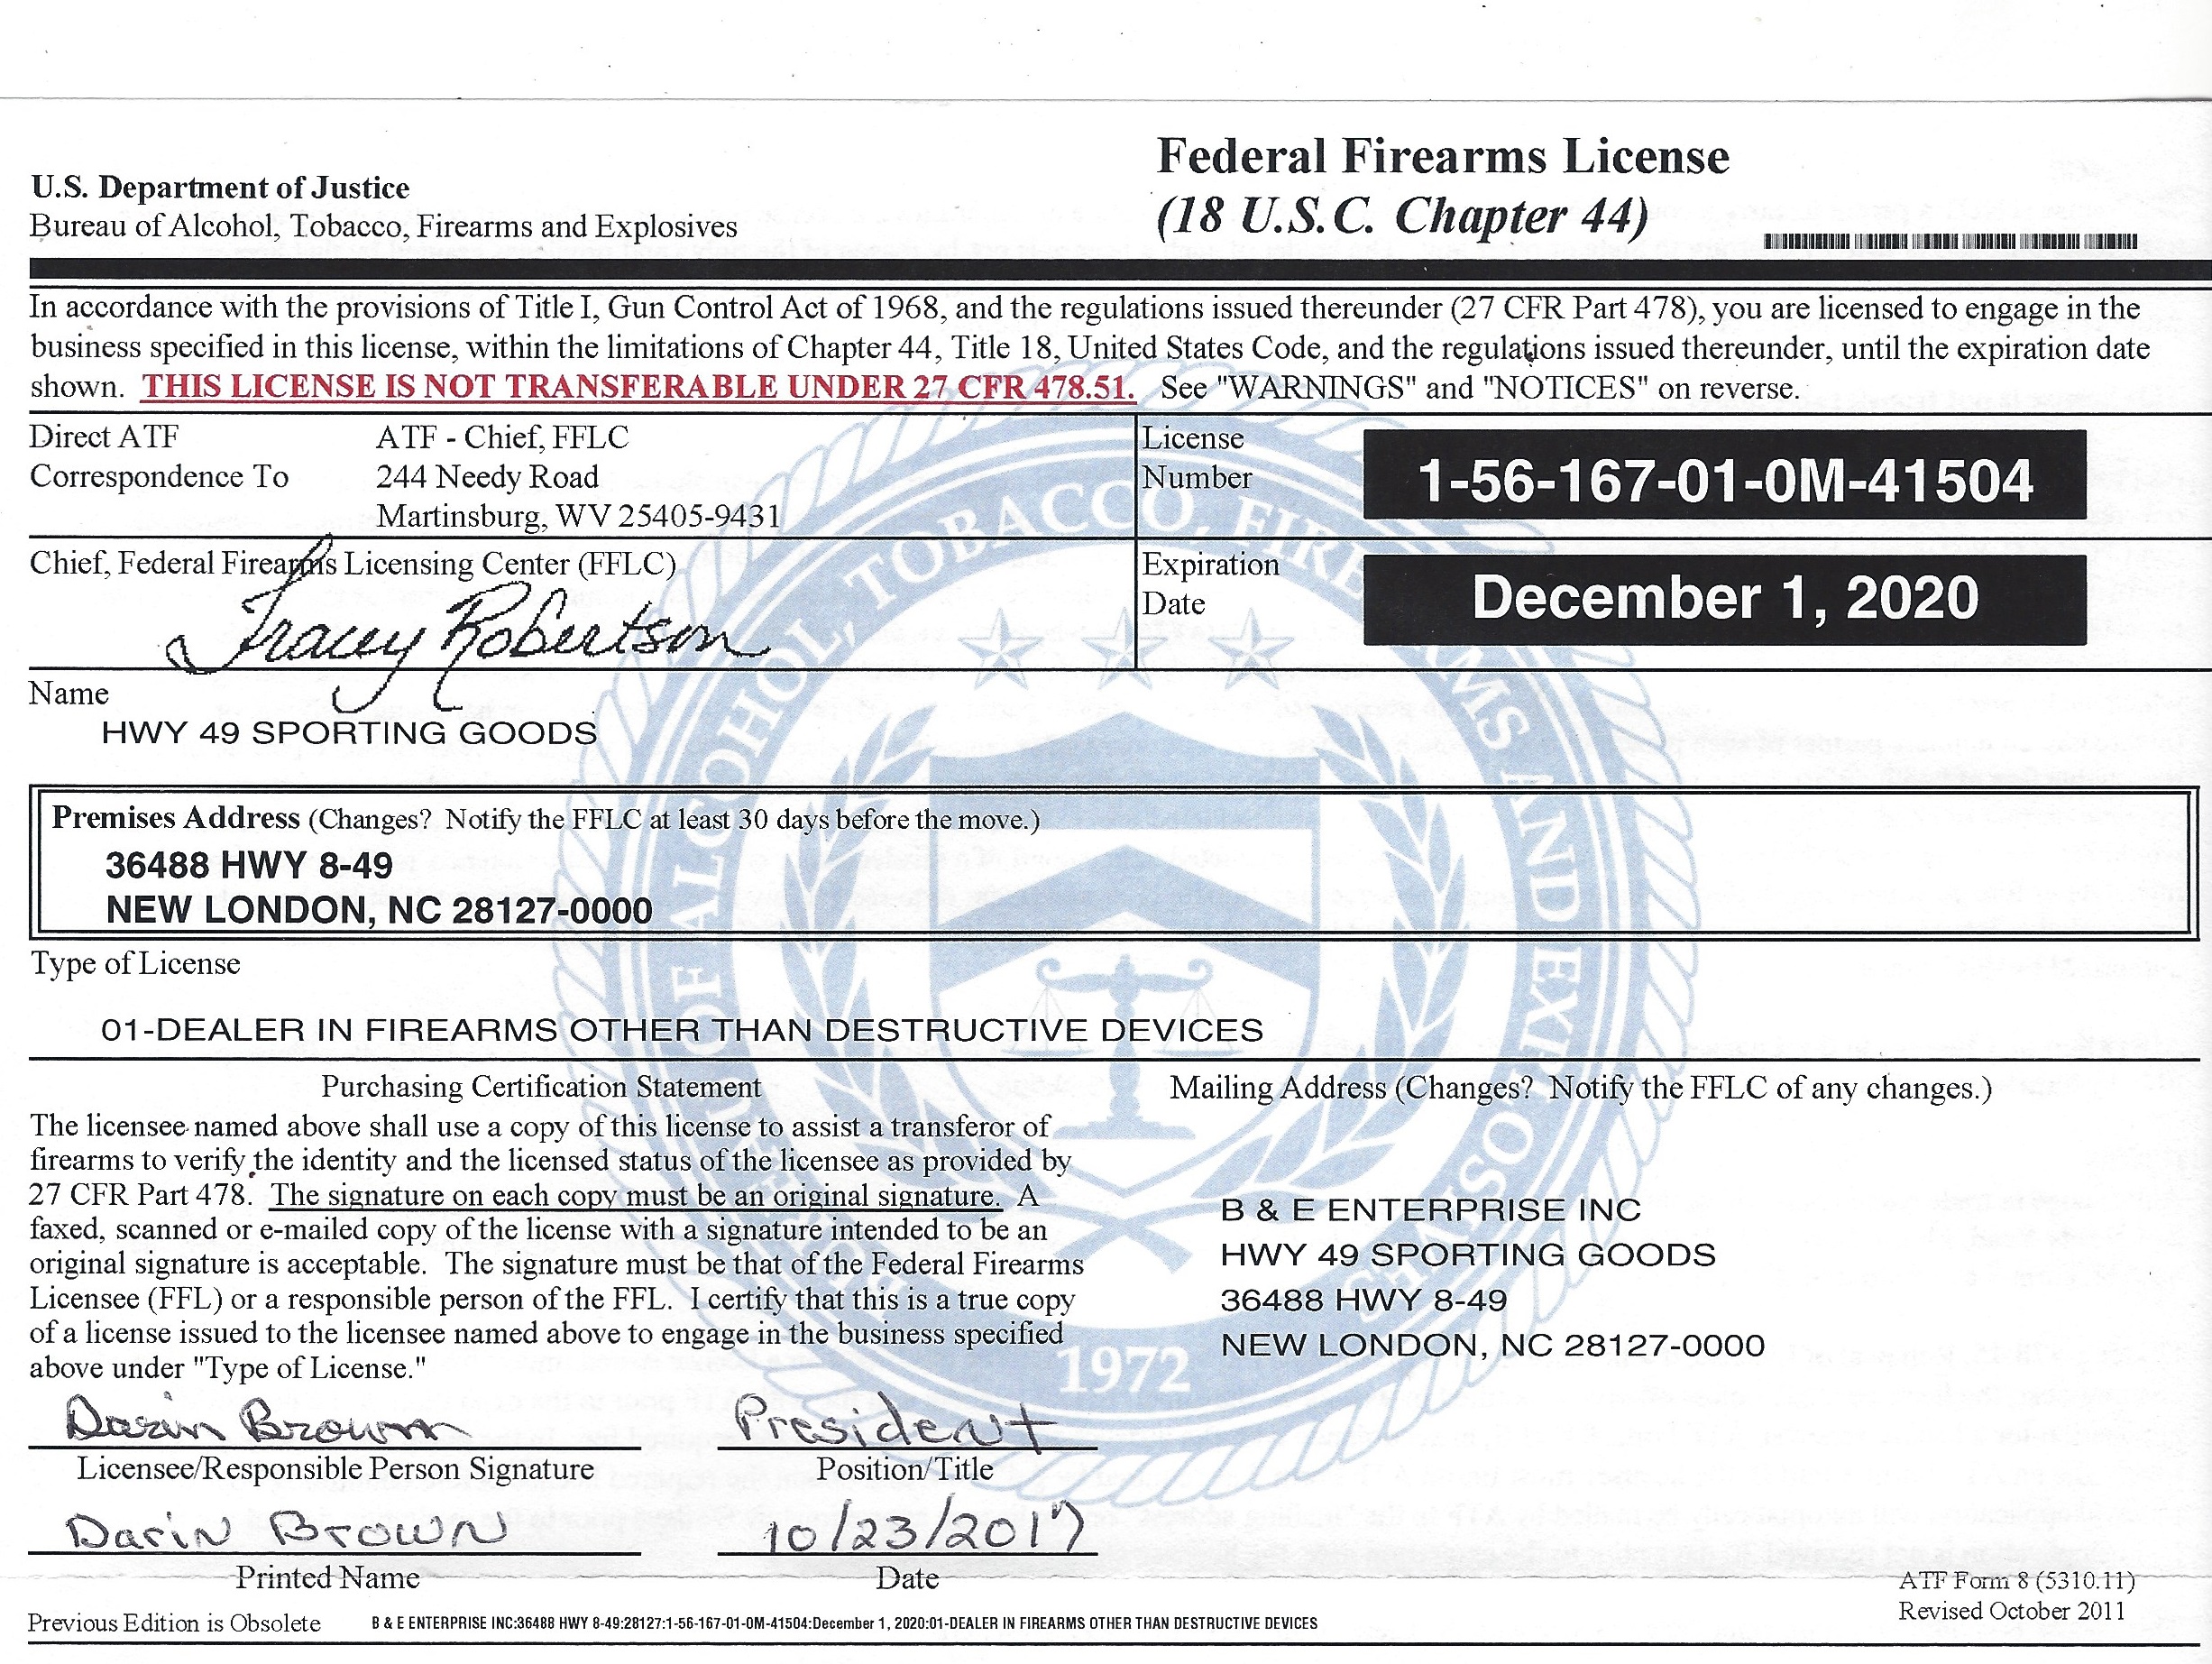 U.S. Department of Justice
Bureau of Alcohol, Tobacco, Firearms and Explosives
Federal Firearms License
(18 U.S.C. Chapter 44)
In accordance with the provisions of Title I, Gun Control Act of 1968, and the regulations issued thereunder (27 CFR Part 478), you are licensed to engage in the
business specified in this license, within the limitations of Chapter 44, Title 18, United States Code, and the regulations issued thereunder, until the expiration date
shown. THIS LICENSE IS NOT TRANSFERABLE UNDER 27 CFR 478.51. See "WARNINGS" and "NOTICES" on reverse.
Direct ATF
Correspondence To
ATF - Chief, FFLC
244 Needy Road
Martinsburg, WV 25405-9431
License
Number
1-56-167-01-0M-41504
Chief, Federal Firearms Licensing Center (FFLC)
Tracey Robertson
Expiration
Date
December 1, 2020
Name
HWY 49 SPORTING GOODS
Premises Address (Changes? Notify the FFLC at least 30 days before the move.)
36488 HWY 8-49
NEW LONDON, NC 28127-0000
Type of License
01-DEALER IN FIREARMS OTHER THAN DESTRUCTIVE DEVICES
Purchasing Certification Statement
The licensee named above shall use a copy of this license to assist a transferor of
firearms to verify the identity and the licensed status of the licensee as provided by
27 CFR Part 478. The signature on each copy must be an original signature. A
faxed, scanned or e-mailed copy of the license with a signature intended to be an
original signature is acceptable. The signature must be that of the Federal Firearms
Licensee (FFL) or a responsible person of the FFL. I certify that this is a true copy
of a license issued to the licensee named above to engage in the business specified
above under "Type of License."
Mailing Address (Changes? Notify the FFLC of any changes.)
B & E ENTERPRISE INC
HWY 49 SPORTING GOODS
36488 HWY 8-49
NEW LONDON, NC 28127-0000
Darin Brown
Licensee/Responsible Person Signature
President
Position/Title
Darin Brown
Printed Name
10/23/2017
Date
ATF Form 8 (5310.11)
Revised October 2011
Previous Edition is Obsolete
B & E ENTERPRISE INC:36488 HWY 8-49:28127:1-56-167-01-0M-41504:December 1, 2020:01-DEALER IN FIREARMS OTHER THAN DESTRUCTIVE DEVICES
OF ALCOHOL, TOBACCO, FIREARMS AND EXPLOSIVES
1972